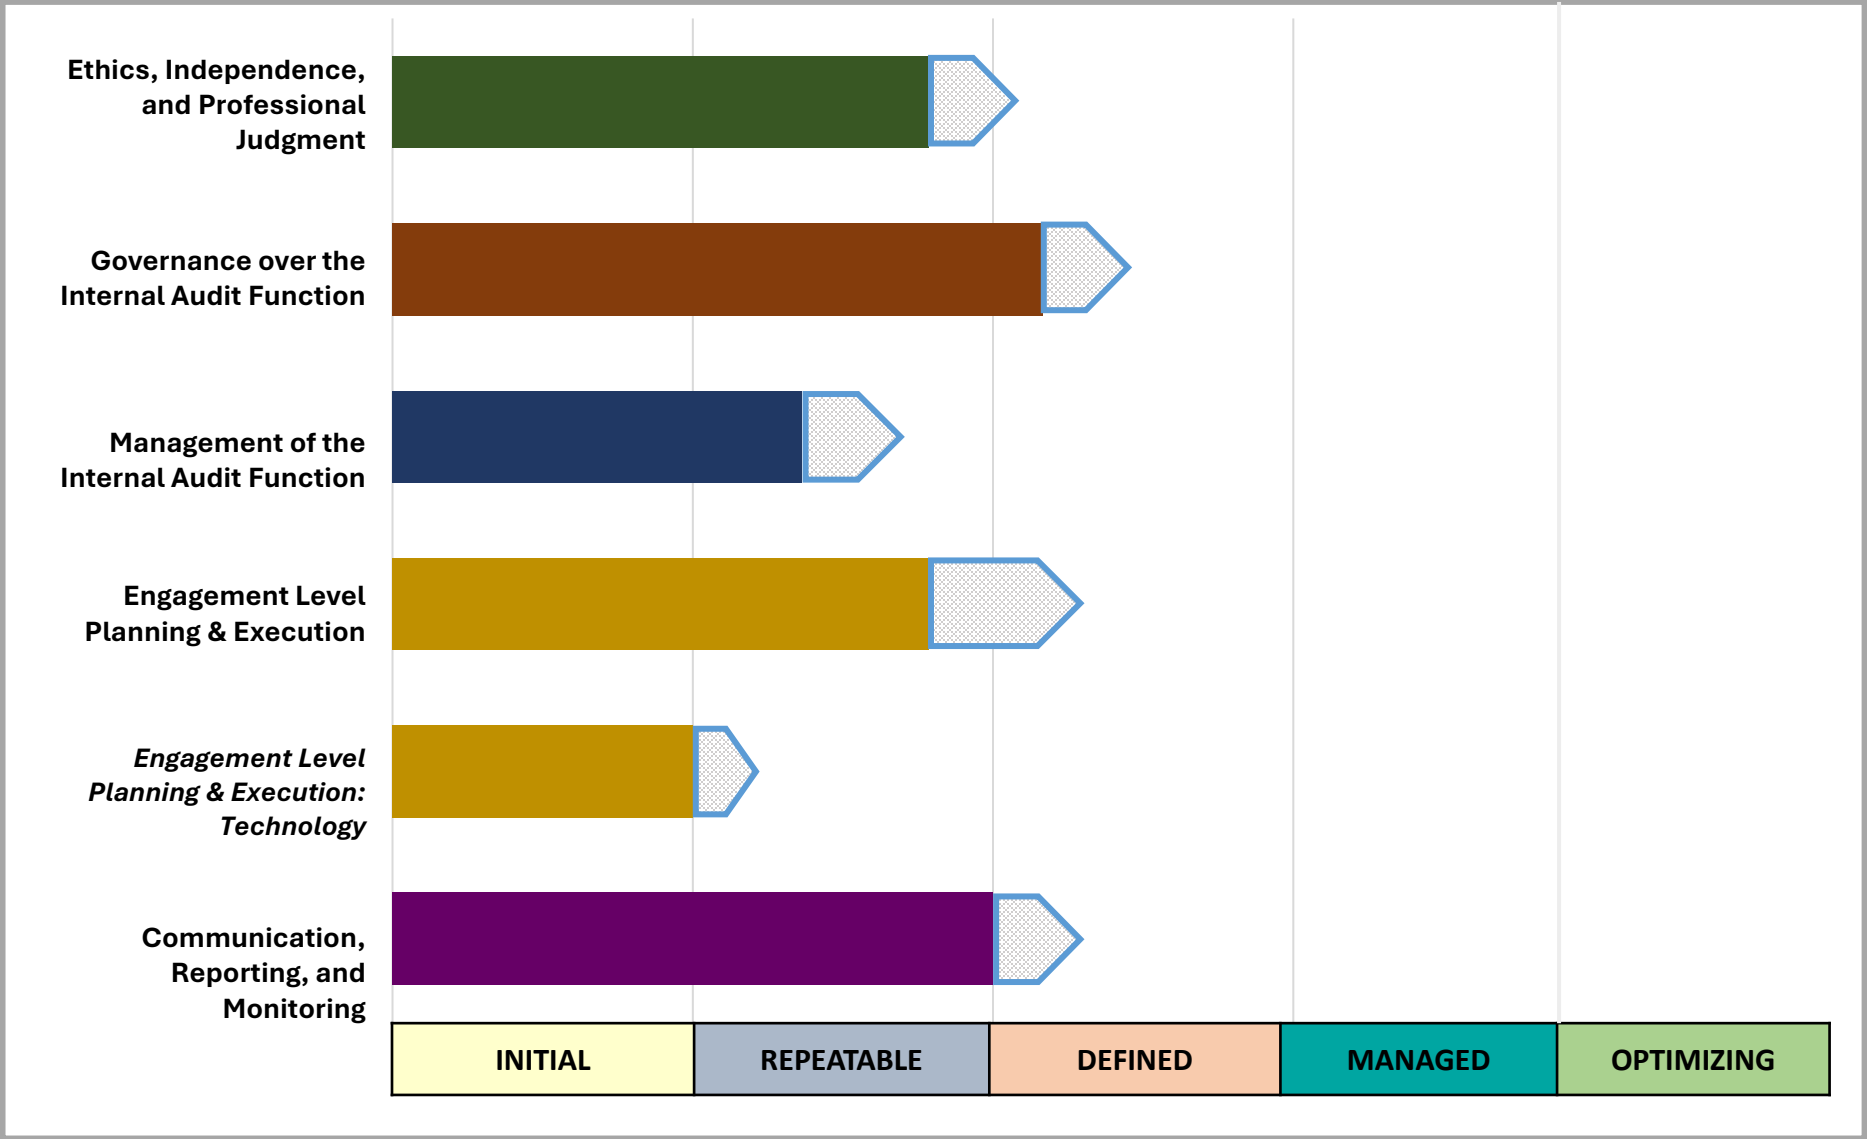 Ethics, Independence,
and Professional
Judgment
Governance over the
Internal Audit Function
Management of the
Internal Audit Function
Engagement Level
Planning & Execution
Engagement Level
Planning & Execution:
Technology
Communication,
Reporting, and
Monitoring
INITIAL
REPEATABLE
DEFINED
MANAGED
OPTIMIZING